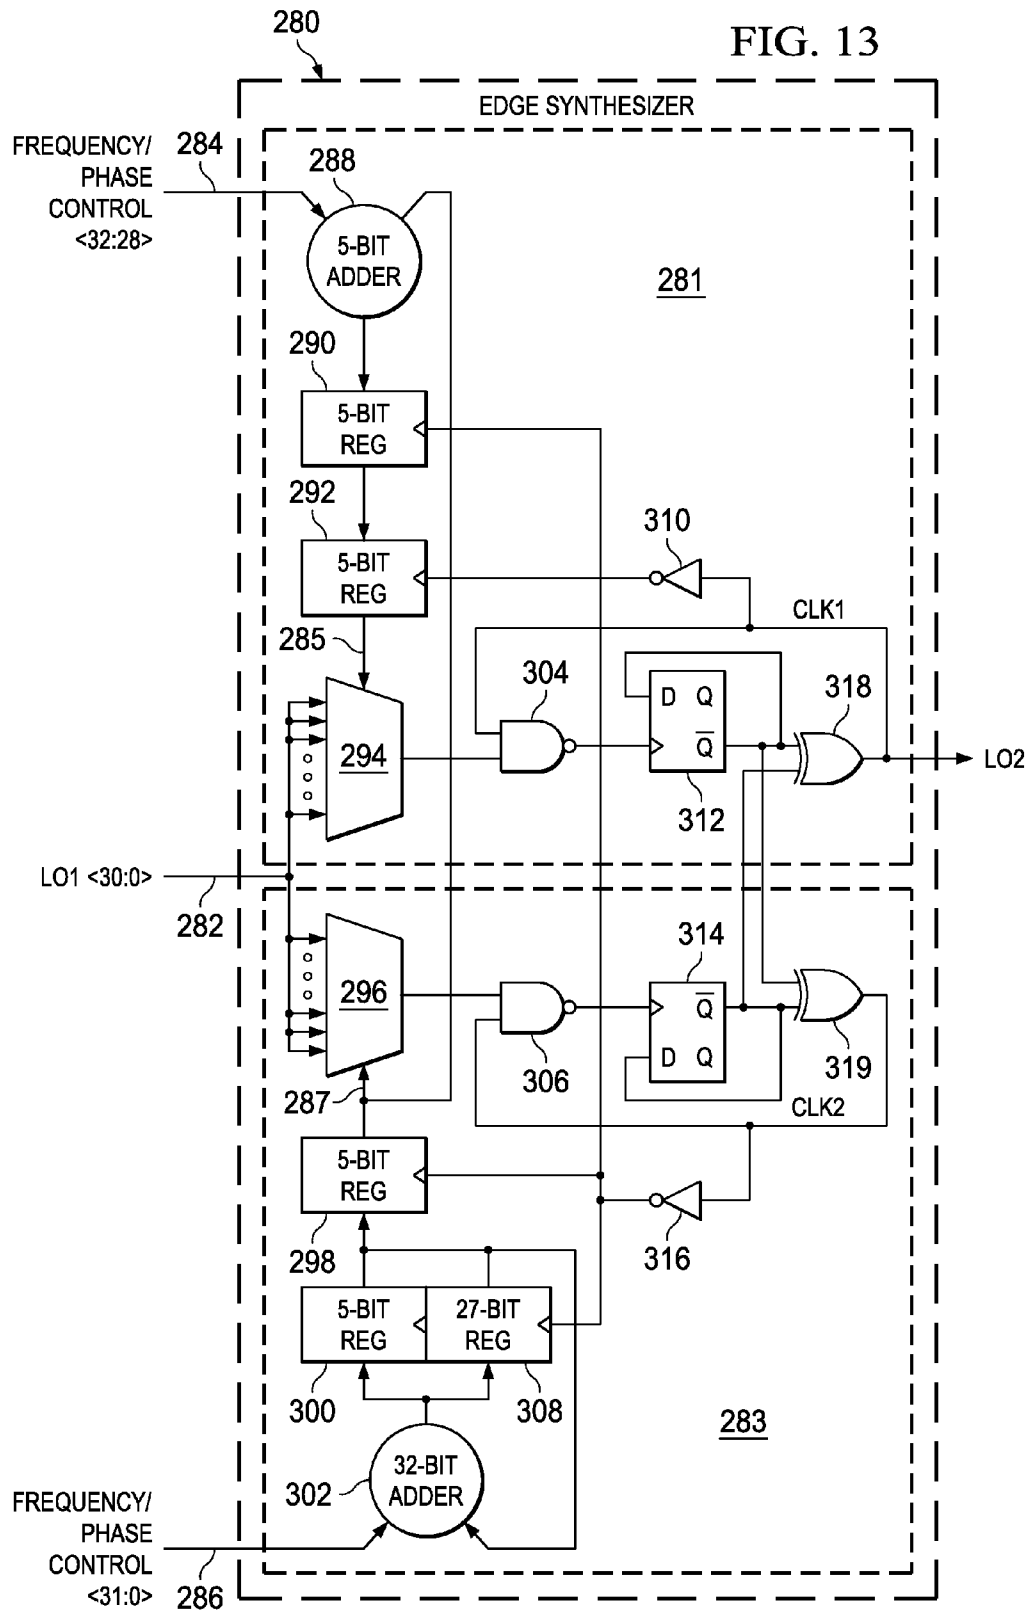 FIG. 13
280
EDGE SYNTHESIZER
FREQUENCY/
PHASE
CONTROL
<32:28>
284
288
5-BIT
ADDER
281
290
5-BIT
REG
292
5-BIT
REG
310
285
CLK1
304
D Q
Q̅
318
294
312
LO2
LO1 <30:0>
282
296
314
Q̅
D Q
306
319
287
CLK2
5-BIT
REG
298
316
5-BIT
REG
27-BIT
REG
300
308
283
302
32-BIT
ADDER
FREQUENCY/
PHASE
CONTROL
<31:0>
286